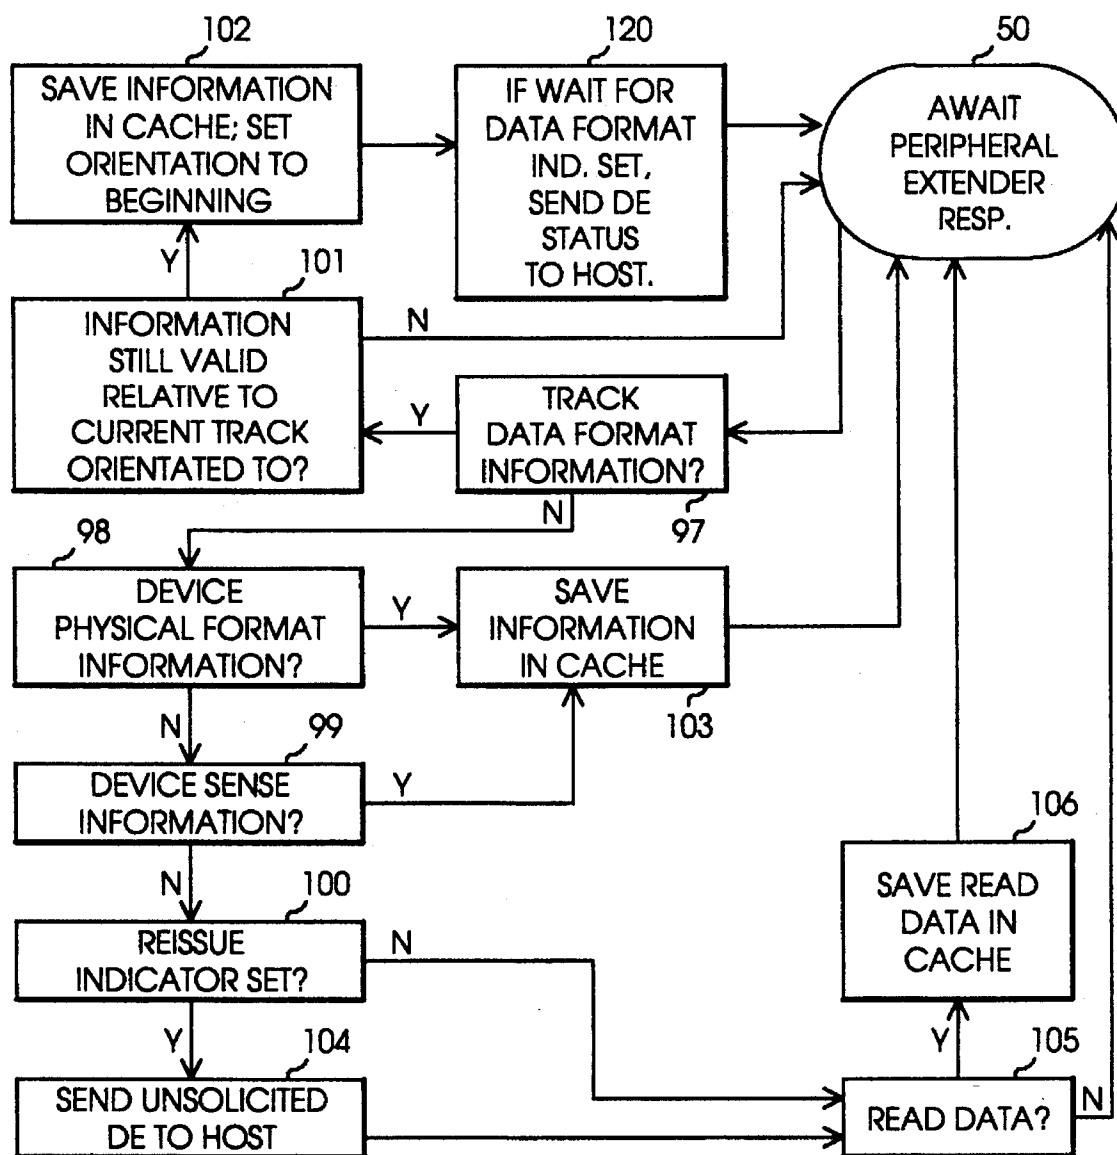 102
120
50
SAVE INFORMATION
IN CACHE; SET
ORIENTATION TO
BEGINNING
IF WAIT FOR
DATA FORMAT
IND. SET,
SEND DE
STATUS
TO HOST.
AWAIT
PERIPHERAL
EXTENDER
RESP.
Y
101
INFORMATION
STILL VALID
RELATIVE TO
CURRENT TRACK
ORIENTATED TO?
N
Y
TRACK
DATA FORMAT
INFORMATION?
N
97
98
DEVICE
PHYSICAL FORMAT
INFORMATION?
Y
SAVE
INFORMATION
IN CACHE
103
N
99
DEVICE SENSE
INFORMATION?
Y
N
100
REISSUE
INDICATOR SET?
N
106
SAVE READ
DATA IN
CACHE
Y
104
SEND UNSOLICITED
DE TO HOST
Y
105
READ DATA?
N